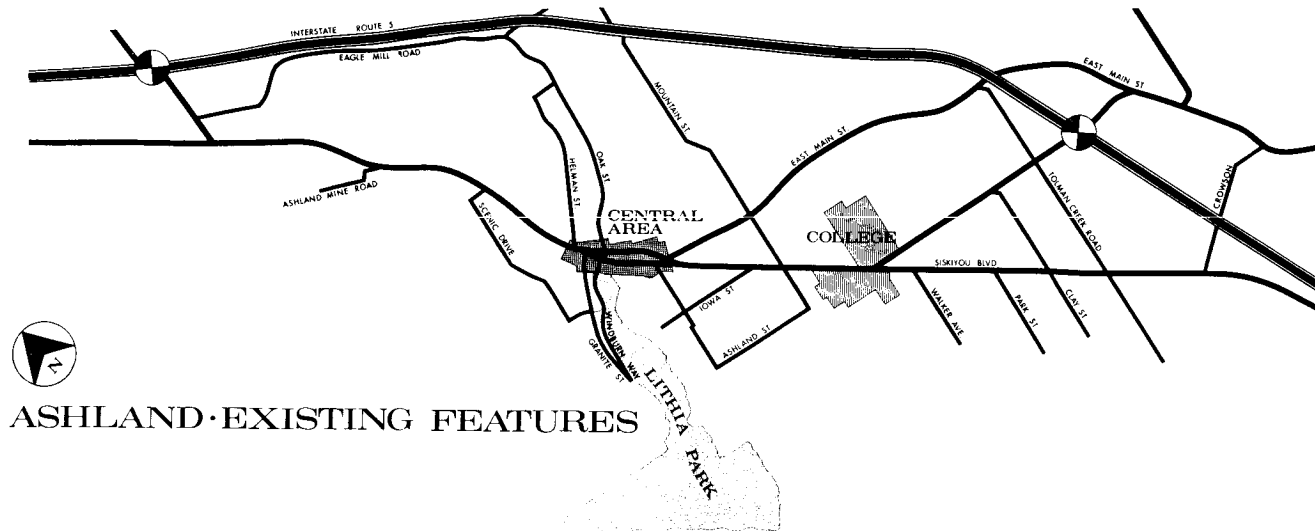 INTERSTATE ROUTE 5
EAGLE MILL ROAD
MOUNTAIN ST
EAST MAIN ST
EAST MAIN ST
HELMAN ST
OAK ST
TOLMAN CREEK ROAD
CROWSON
ASHLAND MINE ROAD
SCENIC DRIVE
CENTRAL
AREA
COLLEGE
SISKIYOU BLVD
IOWA ST
WALKER AVE
PARK ST
CLAY ST
WINDBURN WAY
GRANITE ST
ASHLAND ST
N
LITHIA PARK
ASHLAND·EXISTING FEATURES